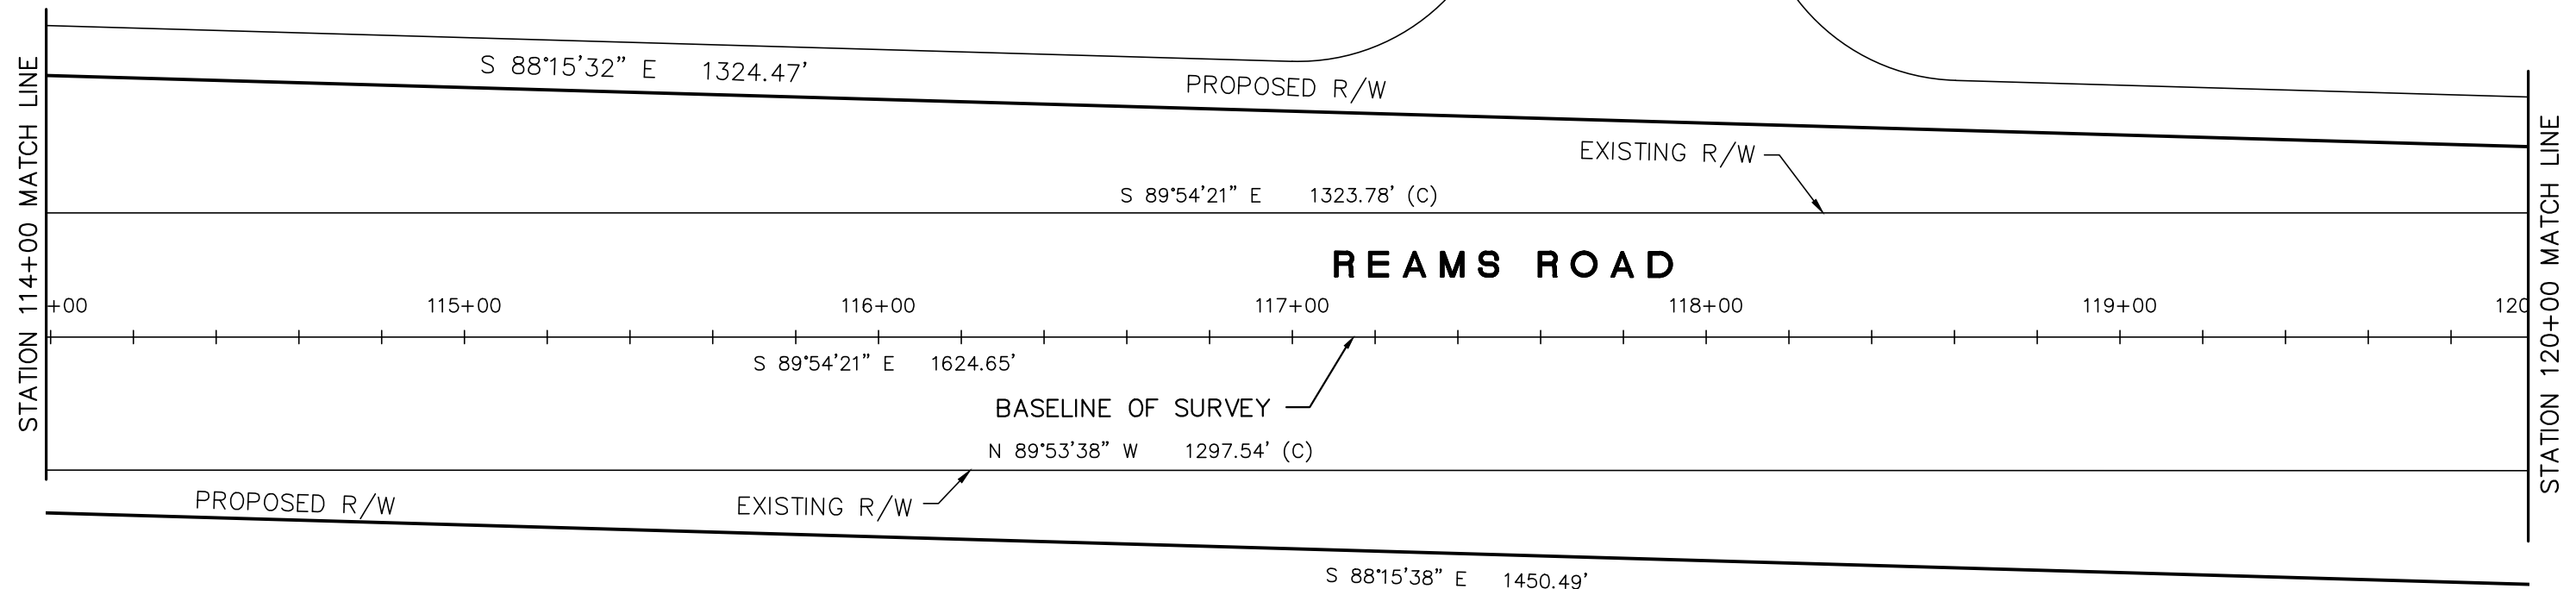 S 88°15'32" E 1324.47'
PROPOSED R/W
EXISTING R/W
S 89°54'21" E 1323.78' (C)
REAMS ROAD
+00 115+00 116+00 117+00 118+00 119+00 120
S 89°54'21" E 1624.65'
BASELINE OF SURVEY
N 89°53'38" W 1297.54' (C)
PROPOSED R/W
EXISTING R/W
S 88°15'38" E 1450.49'
STATION 114+00 MATCH LINE
STATION 120+00 MATCH LINE